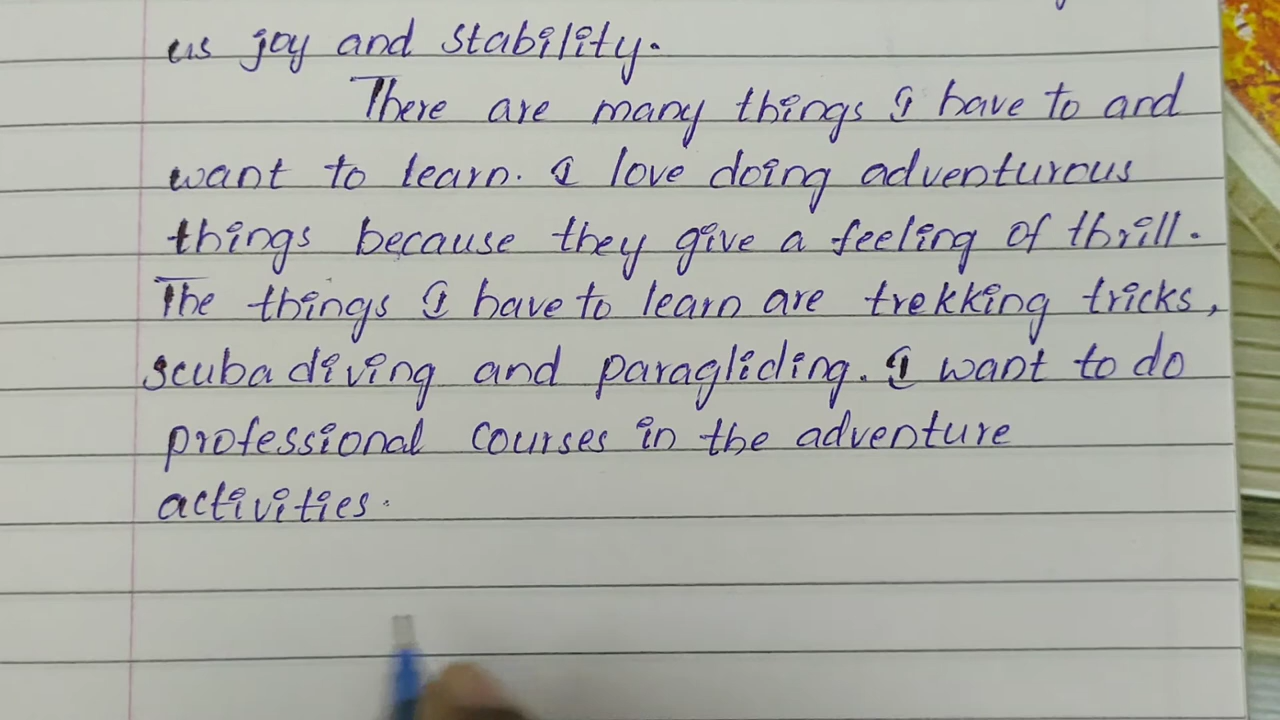 us joy and stability.
There are many things I have to and
want to learn. I love doing adventurous
things because they give a feeling of thrill.
The things I have to learn are trekking tricks,
scuba diving and paragliding. I want to do
professional courses in the adventure
activities.